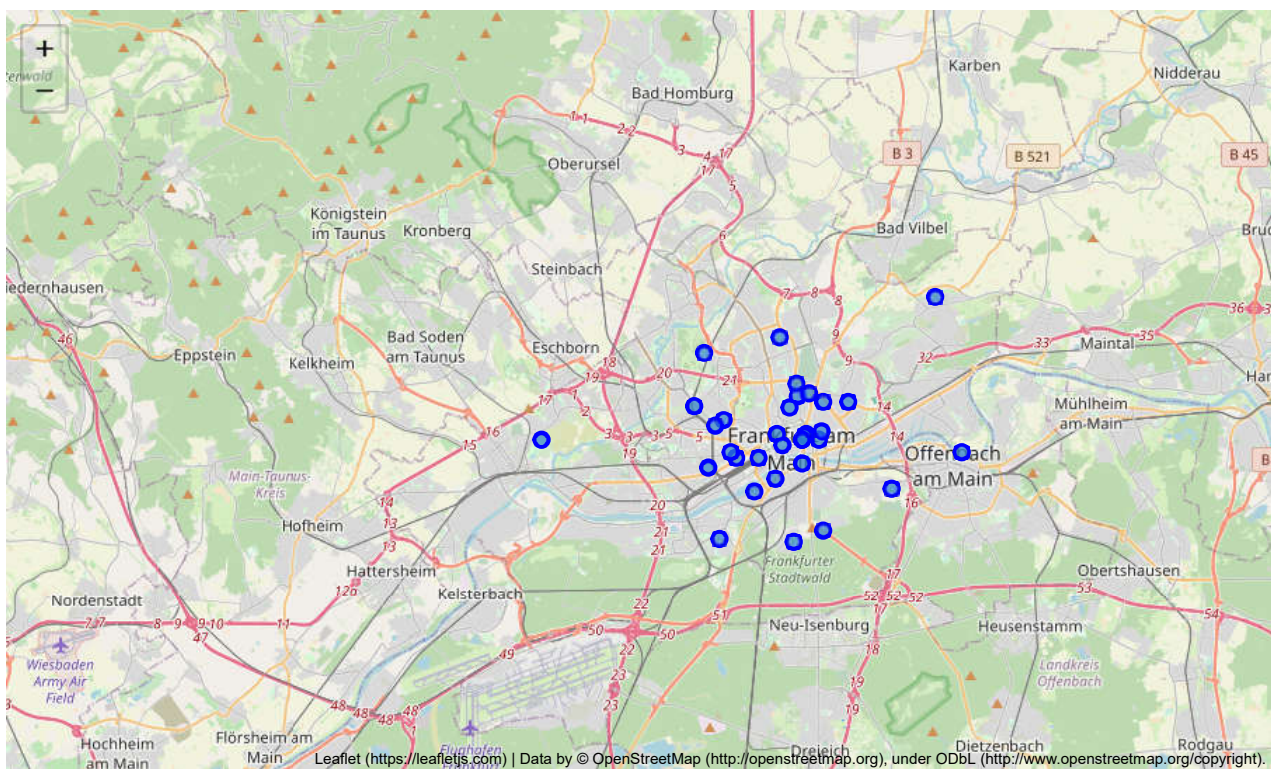 +
−
Karben
Nidderau
Bad Homburg
Oberursel
B 3
B 521
B 45
Königstein
im Taunus
Kronberg
Bad Vilbel
Steinbach
Bad Soden
am Taunus
Eschborn
Eppstein
Kelkheim
Maintal
Mühlheim
am-Main
Frankfurt am
Main
Offenbach
am Main
Main-Taunus-
Kreis
Hofheim
Hattersheim
Kelsterbach
Frankfurter
Stadtwald
Obertshausen
Nordenstadt
Neu-Isenburg
Heusenstamm
Wiesbaden
Army Air
Field
Landkreis
Offenbach
Hochheim
am Main
Flörsheim am
Main
Flughafen
Dreieich
Dietzenbach
Rodgau
Leaflet (https://leafletjs.com) | Data by © OpenStreetMap (http://openstreetmap.org), under ODbL (http://www.openstreetmap.org/copyright).